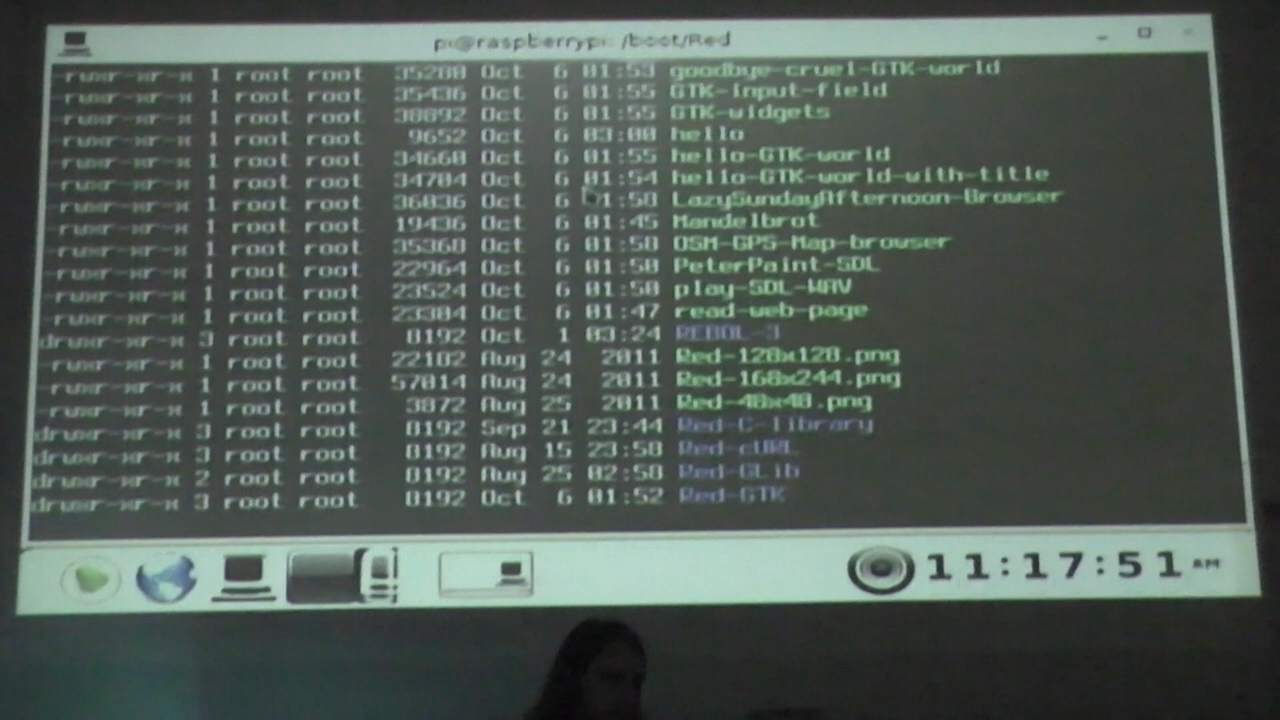 pi@raspberrypi: /boot/Red
-rwxr-xr-x 1 root root 35208 Oct 6 01:53 goodbye-cruel-GTK-world
-rwxr-xr-x 1 root root 35436 Oct 6 01:55 GTK-input-field
-rwxr-xr-x 1 root root 38892 Oct 6 01:55 GTK-widgets
-rwxr-xr-x 1 root root 9652 Oct 6 03:00 hello
-rwxr-xr-x 1 root root 34660 Oct 6 01:55 hello-GTK-world
-rwxr-xr-x 1 root root 34704 Oct 6 01:54 hello-GTK-world-with-title
-rwxr-xr-x 1 root root 36036 Oct 6 1:58 LazySundayAfternoon-Browser
-rwxr-xr-x 1 root root 19436 Oct 6 01:45 Mandelbrot
-rwxr-xr-x 1 root root 35360 Oct 6 01:58 OSM-GPS-Map-browser
-rwxr-xr-x 1 root root 22964 Oct 6 01:50 PeterPaint-SDL
-rwxr-xr-x 1 root root 23524 Oct 6 01:50 play-SDL-WAV
-rwxr-xr-x 1 root root 23304 Oct 6 01:47 read-web-page
drwxr-xr-x 3 root root 8192 Oct 1 03:24 REBOL-3
-rwxr-xr-x 1 root root 22102 Aug 24 2011 Red-128x128.png
-rwxr-xr-x 1 root root 57014 Aug 24 2011 Red-168x244.png
-rwxr-xr-x 1 root root 3872 Aug 25 2011 Red-48x48.png
drwxr-xr-x 3 root root 8192 Sep 21 23:44 Red-C-library
drwxr-xr-x 3 root root 8192 Aug 15 23:58 Red-cURL
drwxr-xr-x 2 root root 8192 Aug 25 02:58 Red-GLib
drwxr-xr-x 3 root root 8192 Oct 6 01:52 Red-GTK
11:17:51 AM